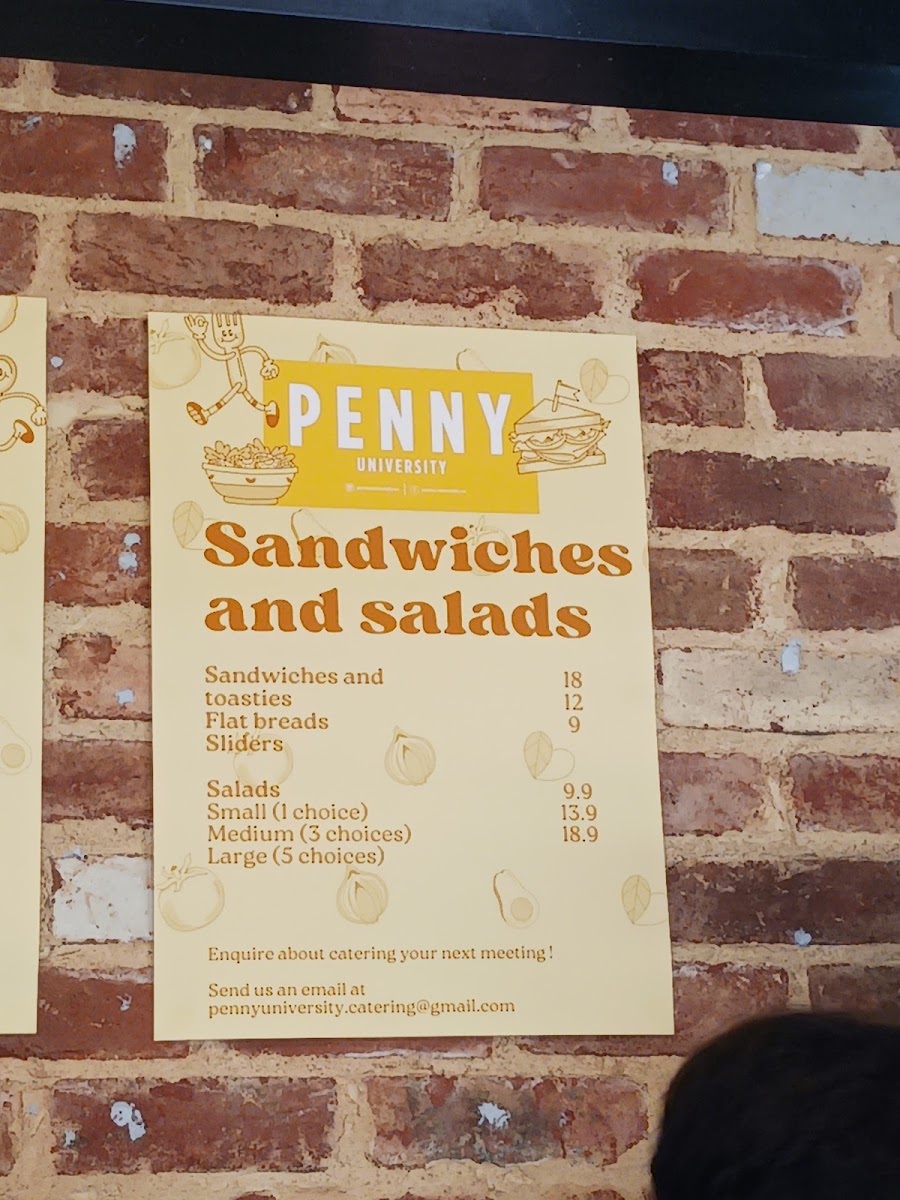 PENNY
UNIVERSITY
Sandwiches
and salads
Sandwiches and 18
toasties 12
Flat breads 9
Sliders
Salads 9.9
Small (1 choice) 13.9
Medium (3 choices) 18.9
Large (5 choices)
Enquire about catering your next meeting!
Send us an email at
pennyuniversity.catering@gmail.com